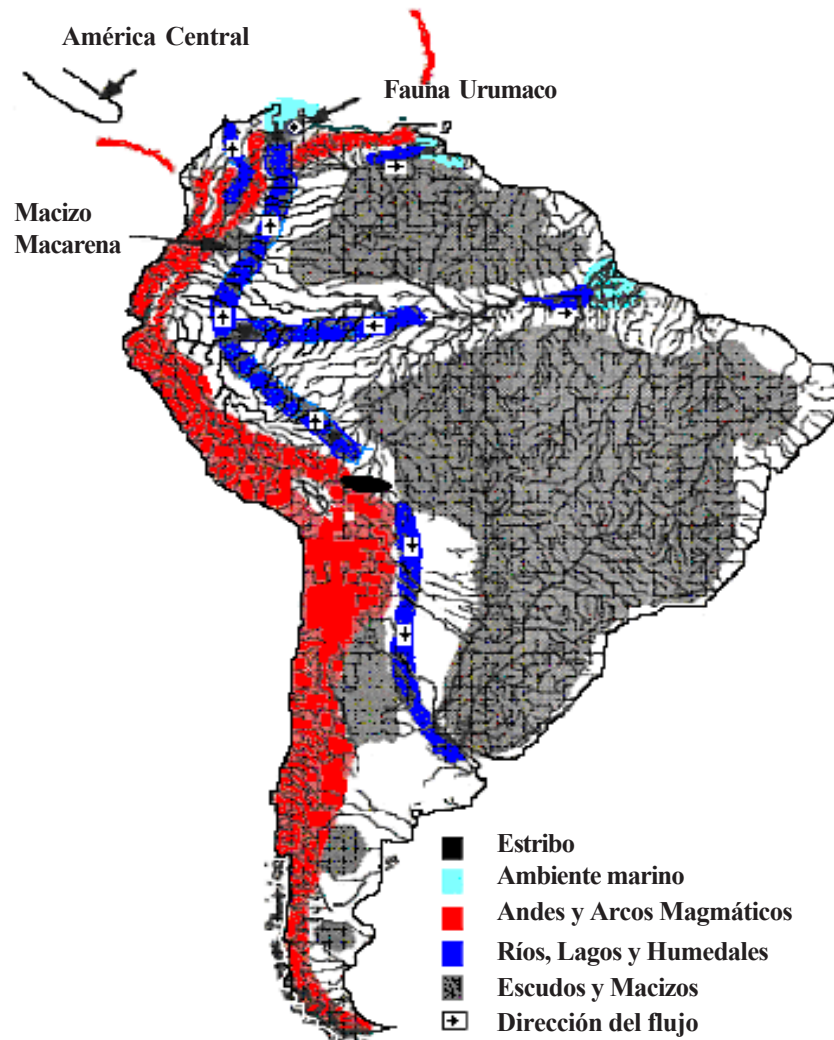 América Central
Fauna Urumaco
Macizo
Macarena
Estribo
Ambiente marino
Andes y Arcos Magmáticos
Ríos, Lagos y Humedales
Escudos y Macizos
Dirección del flujo